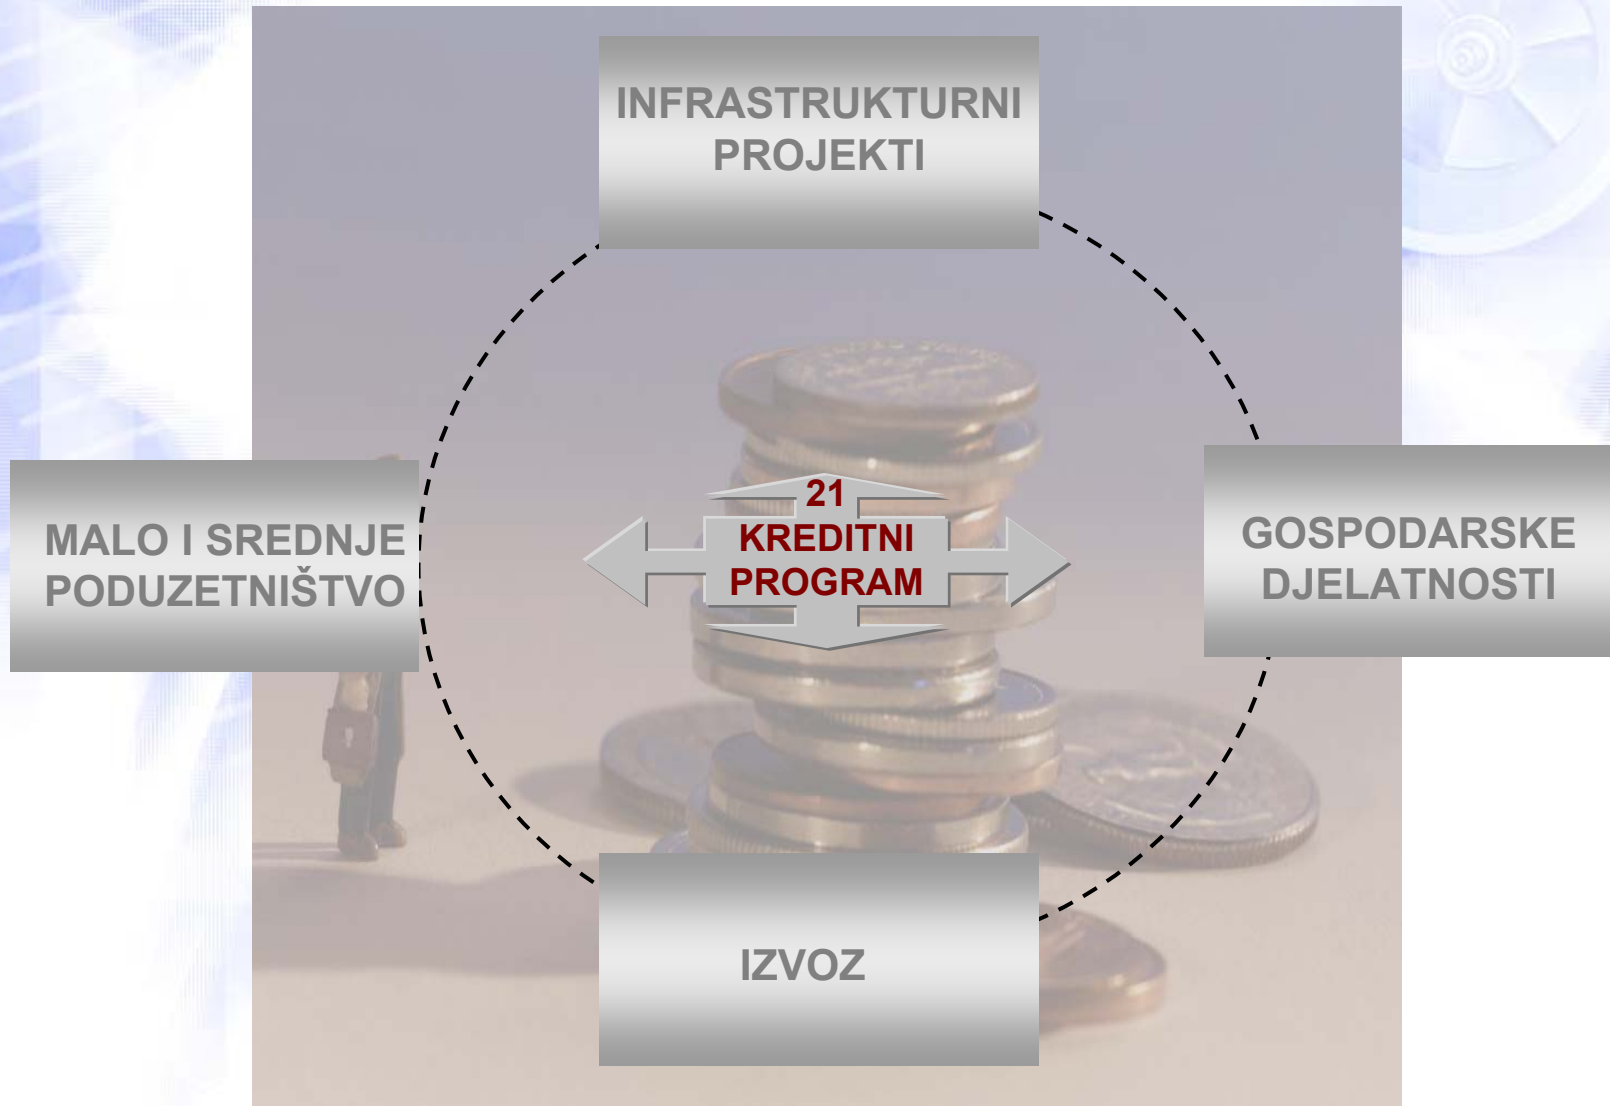 INFRASTRUKTURNI
PROJEKTI
MALO I SREDNJE
PODUZETNIŠTVO
21
KREDITNI
PROGRAM
GOSPODARSKE
DJELATNOSTI
IZVOZ